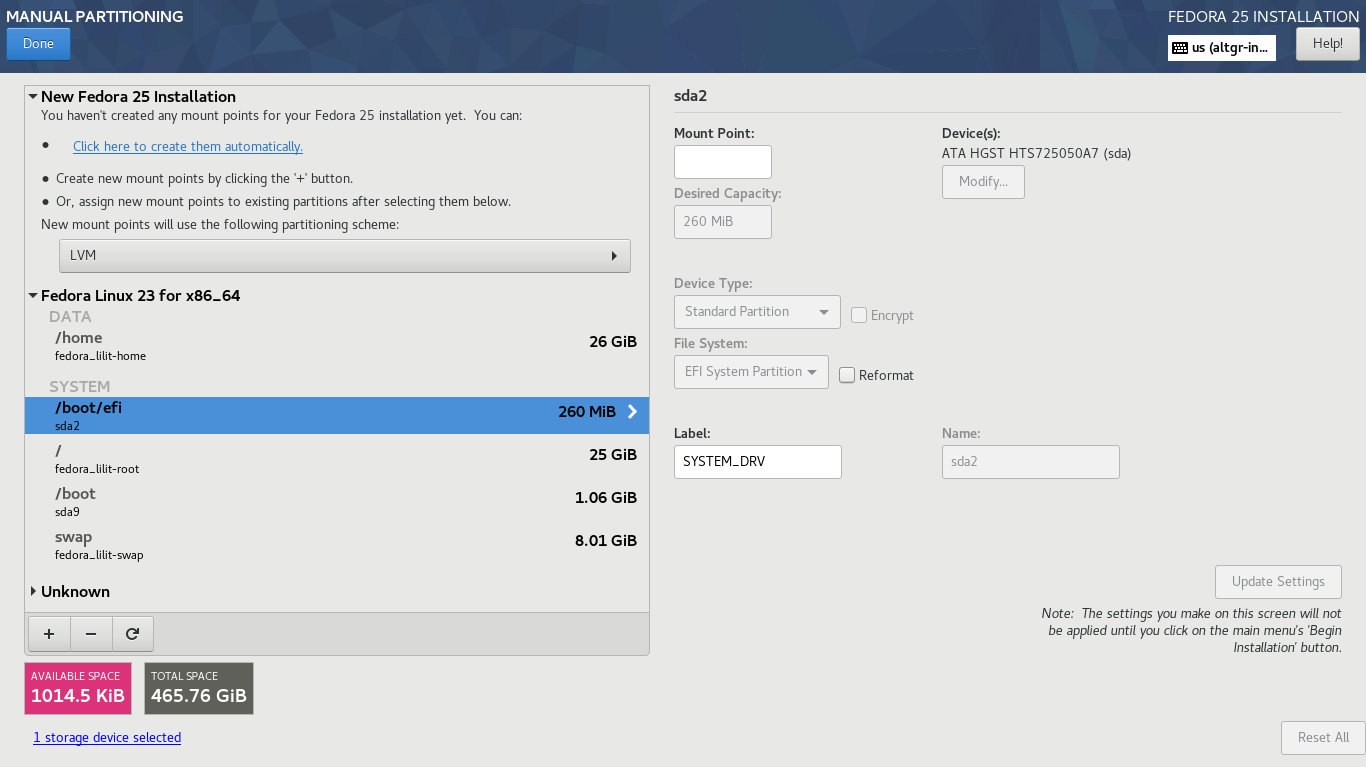 MANUAL PARTITIONING
FEDORA 25 INSTALLATION
Done
us (altgr-in...
Help!
New Fedora 25 Installation
You haven't created any mount points for your Fedora 25 installation yet.  You can:
● Click here to create them automatically.
● Create new mount points by clicking the '+' button.
● Or, assign new mount points to existing partitions after selecting them below.
New mount points will use the following partitioning scheme:
LVM
Fedora Linux 23 for x86_64
DATA
/home
26 GiB
fedora_lilit-home
SYSTEM
/boot/efi
260 MiB
sda2
/
25 GiB
fedora_lilit-root
/boot
1.06 GiB
sda9
swap
8.01 GiB
fedora_lilit-swap
Unknown
AVAILABLE SPACE
1014.5 KiB
TOTAL SPACE
465.76 GiB
1 storage device selected
sda2
Mount Point:
Device(s):
ATA HGST HTS725050A7 (sda)
Modify...
Desired Capacity:
260 MiB
Device Type:
Standard Partition
Encrypt
File System:
EFI System Partition
Reformat
Label:
Name:
SYSTEM_DRV
sda2
Update Settings
Note:  The settings you make on this screen will not
be applied until you click on the main menu's 'Begin
Installation' button.
Reset All